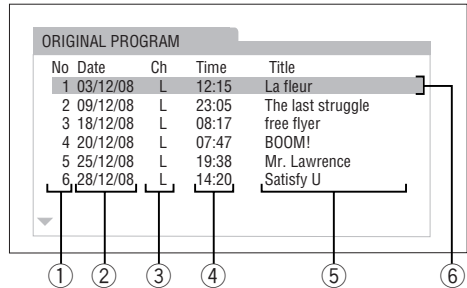 ORIGINAL PROGRAM
No Date Ch Time Title
1 03/12/08 L 12:15 La fleur
2 09/12/08 L 23:05 The last struggle
3 18/12/08 L 08:17 free flyer
4 20/12/08 L 07:47 BOOM!
5 25/12/08 L 19:38 Mr. Lawrence
6 28/12/08 L 14:20 Satisfy U
① ② ③ ④ ⑤ ⑥